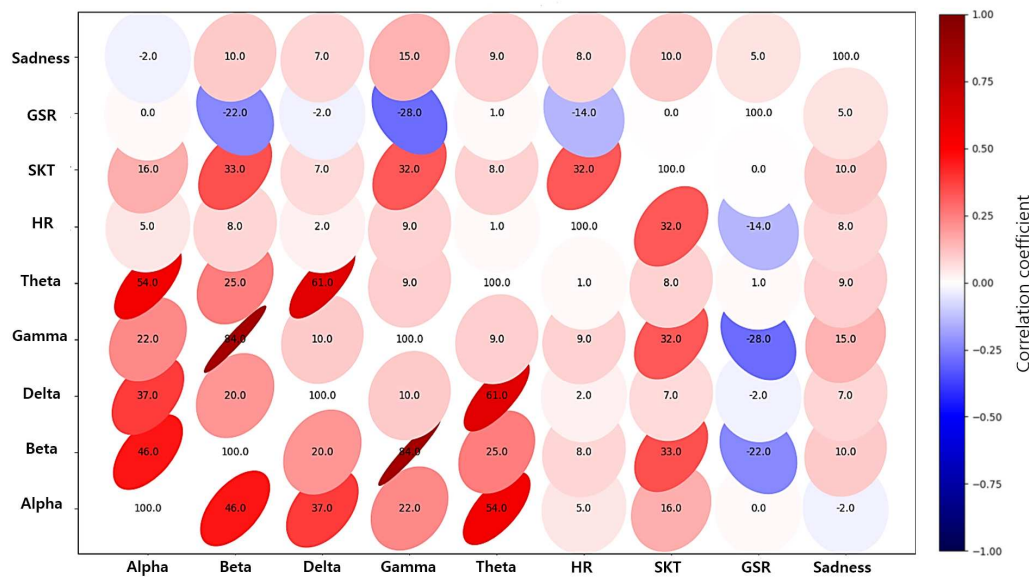 Sadness -2.0 10.0 7.0 15.0 9.0 8.0 10.0 5.0 100.0
GSR 0.0 -22.0 -2.0 -28.0 1.0 -14.0 0.0 100.0 5.0
SKT 16.0 33.0 7.0 32.0 8.0 32.0 100.0 0.0 10.0
HR 5.0 8.0 2.0 9.0 1.0 100.0 32.0 -14.0 8.0
Theta 54.0 25.0 61.0 9.0 100.0 1.0 8.0 1.0 9.0
Gamma 22.0 84.0 10.0 100.0 9.0 9.0 32.0 -28.0 15.0
Delta 37.0 20.0 100.0 10.0 61.0 2.0 7.0 -2.0 7.0
Beta 46.0 100.0 20.0 84.0 25.0 8.0 33.0 -22.0 10.0
Alpha 100.0 46.0 37.0 22.0 54.0 5.0 16.0 0.0 -2.0
Alpha Beta Delta Gamma Theta HR SKT GSR Sadness
1.00
0.75
0.50
0.25
0.00
-0.25
-0.50
-0.75
-1.00
Correlation coefficient